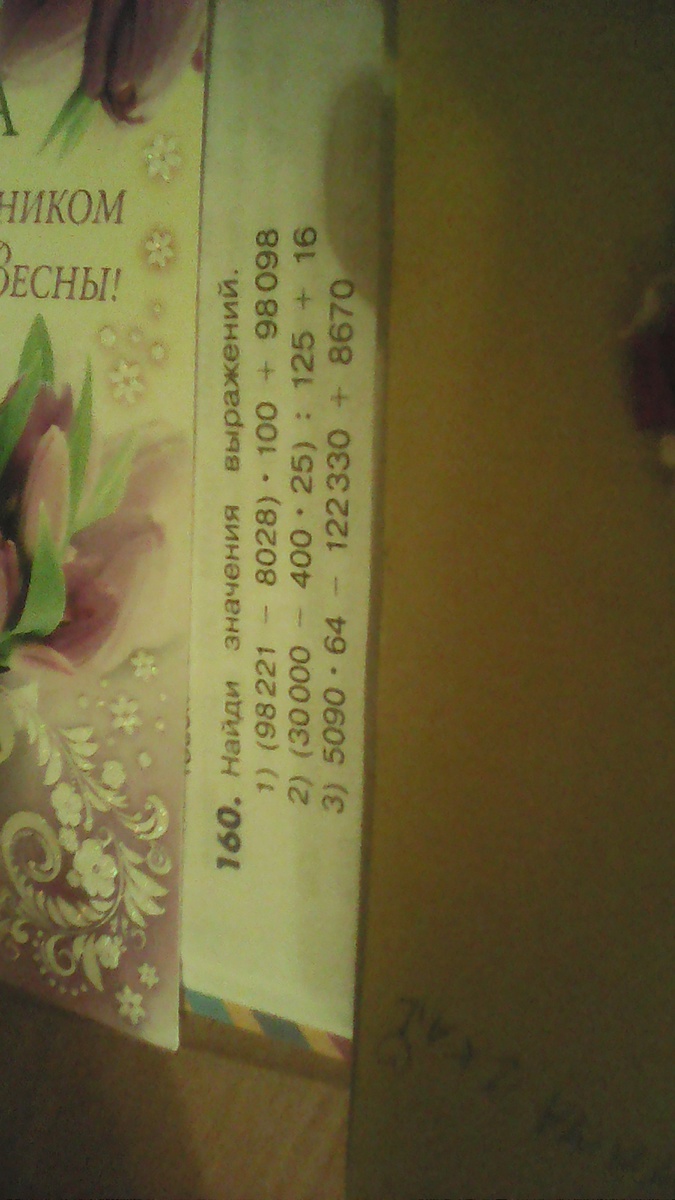 НИКОМ
ВЕСНЫ!
160. Найди значения выражений.
1) (98 221 − 8028) · 100 + 98 098
2) (30 000 − 400 · 25) : 125 + 16
3) 5090 · 64 − 122 330 + 8670